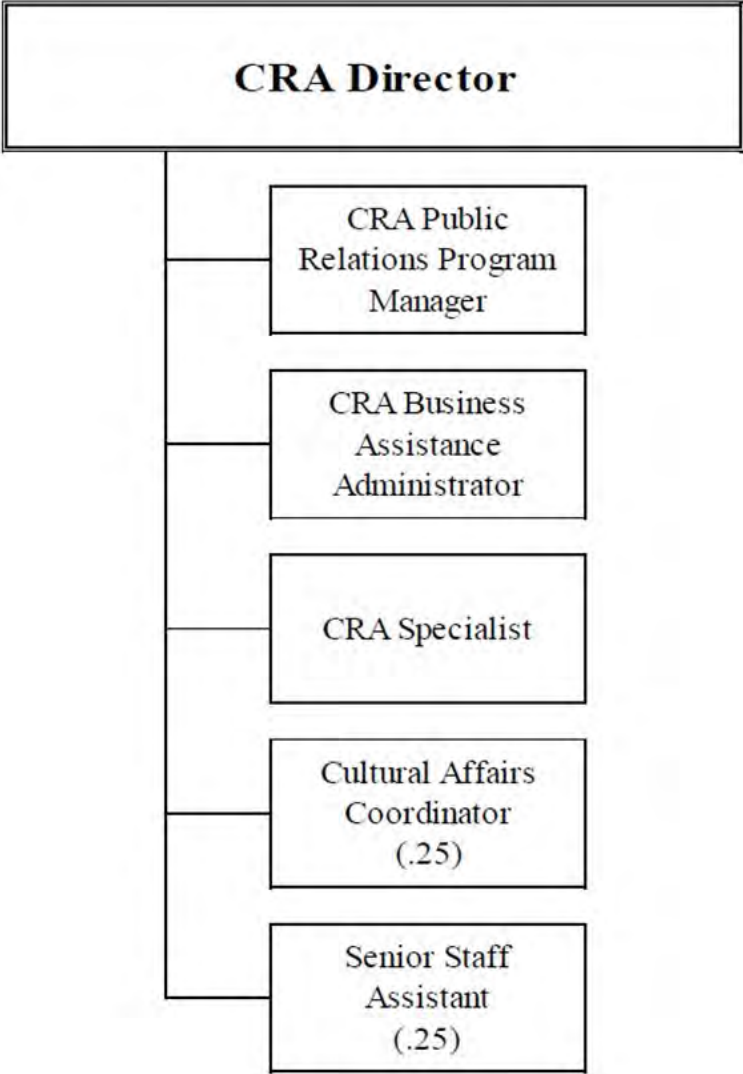 CRA Director
CRA Public
Relations Program
Manager
CRA Business
Assistance
Administrator
CRA Specialist
Cultural Affairs
Coordinator
(.25)
Senior Staff
Assistant
(.25)